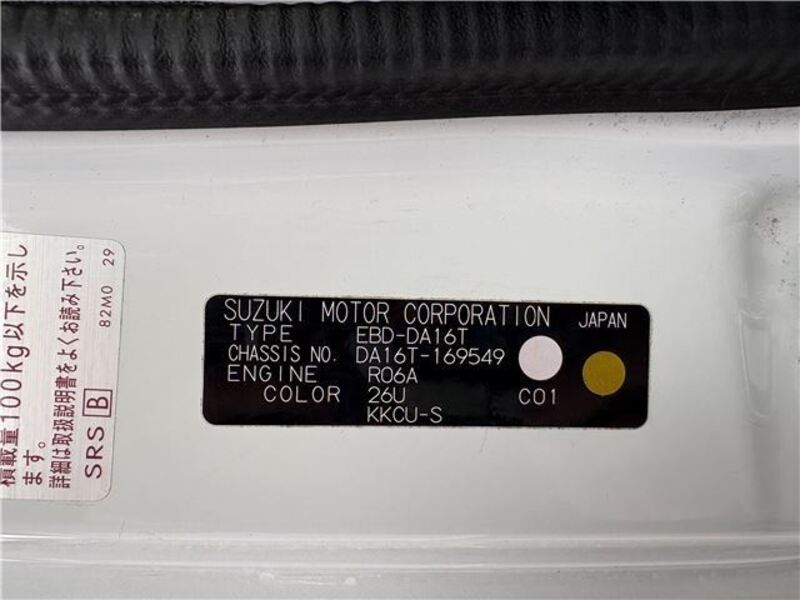 積載量100kg以下を示し
ます。
詳細は取扱説明書をよくお読み下さい。
SRS B 82M0 29
SUZUKI MOTOR CORPORATION JAPAN
TYPE EBD-DA16T
CHASSIS NO. DA16T-169549
ENGINE R06A
COLOR 26U C01
KKCU-S